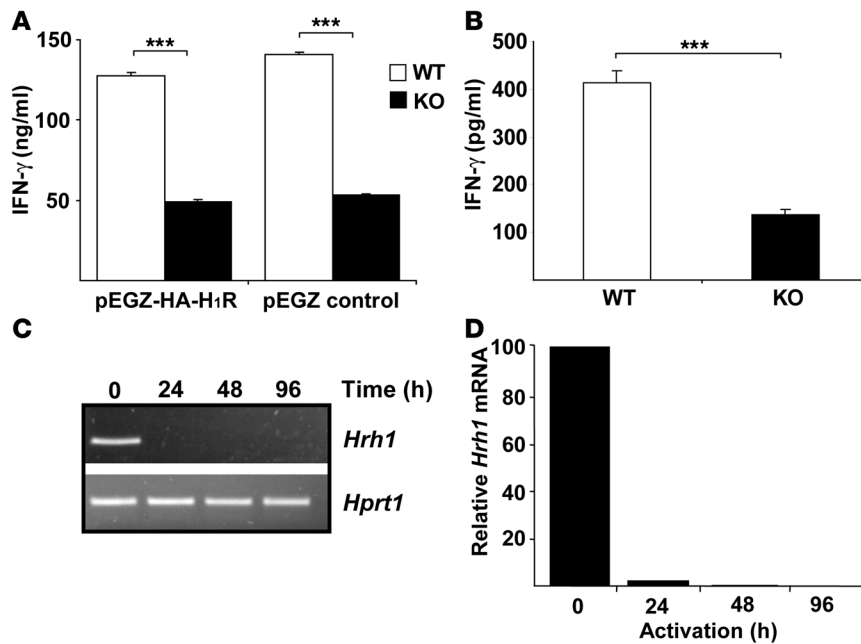 A
IFN-γ (ng/ml)
150
100
50
***
***
WT
KO
pEGZ-HA-H1R
pEGZ control
B
IFN-γ (pg/ml)
500
400
300
200
100
***
WT
KO
C
0 24 48 96 Time (h)
Hrh1
Hprt1
D
Relative Hrh1 mRNA
100
80
60
40
20
0 24 48 96
Activation (h)